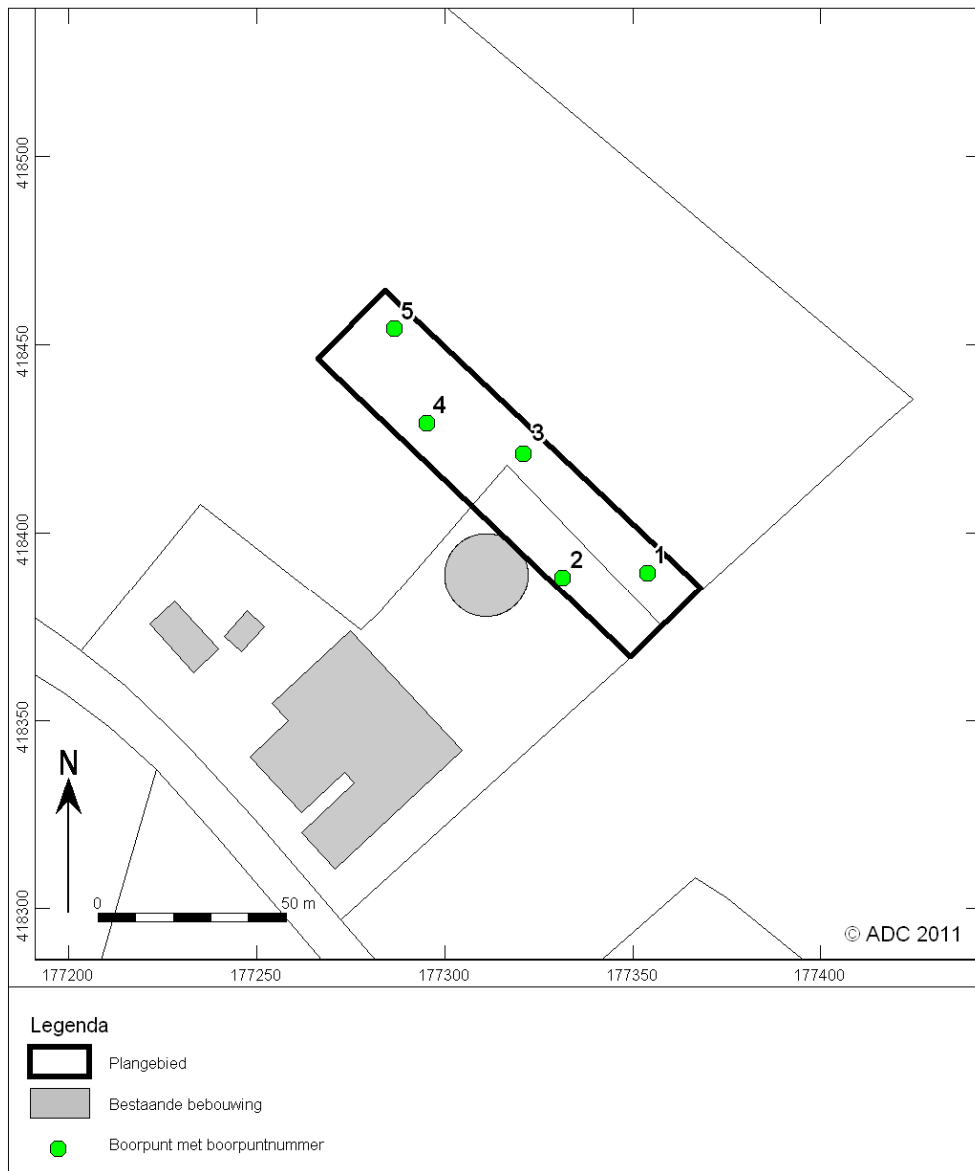 418500
418450
418400
418350
418300
5
4
3
2
1
N
0 50 m
© ADC 2011
177200 177250 177300 177350 177400
Legenda
Plangebied
Bestaande bebouwing
Boorpunt met boorpuntnummer